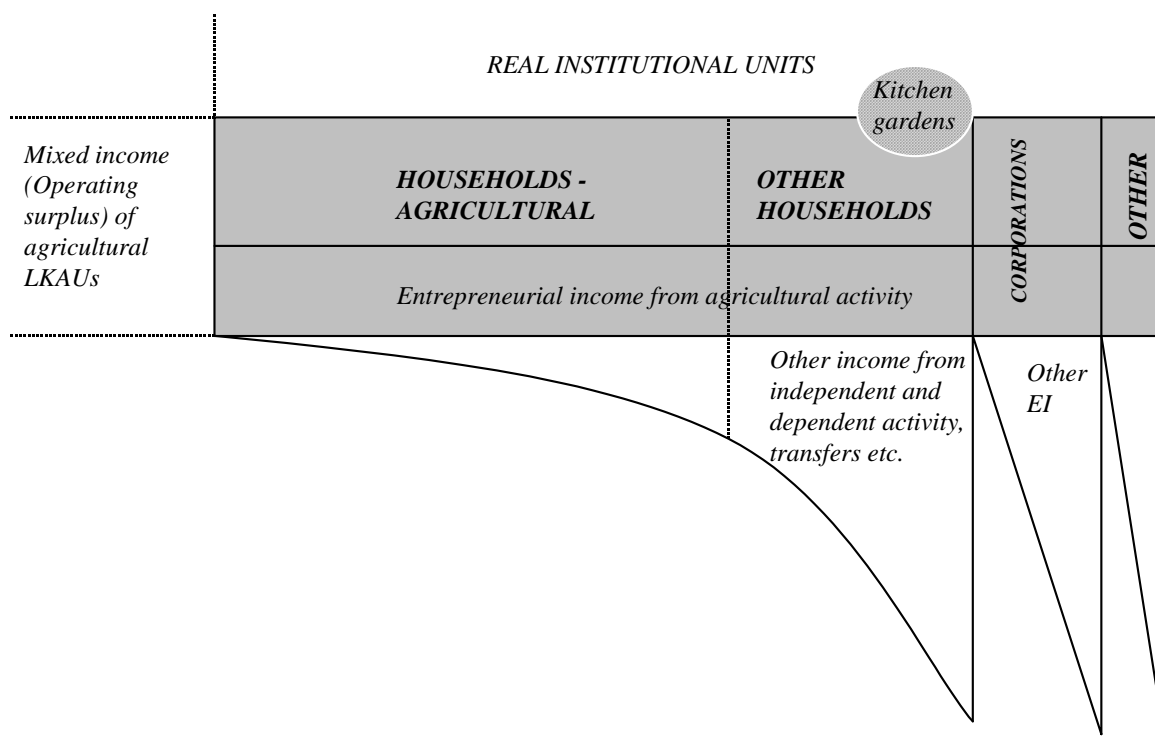 REAL INSTITUTIONAL UNITS
Kitchen
gardens
Mixed income
(Operating
surplus) of
agricultural
LKAUs
HOUSEHOLDS -
AGRICULTURAL
OTHER
HOUSEHOLDS
CORPORATIONS
OTHER
Entrepreneurial income from agricultural activity
Other income from
independent and
dependent activity,
transfers etc.
Other
EI